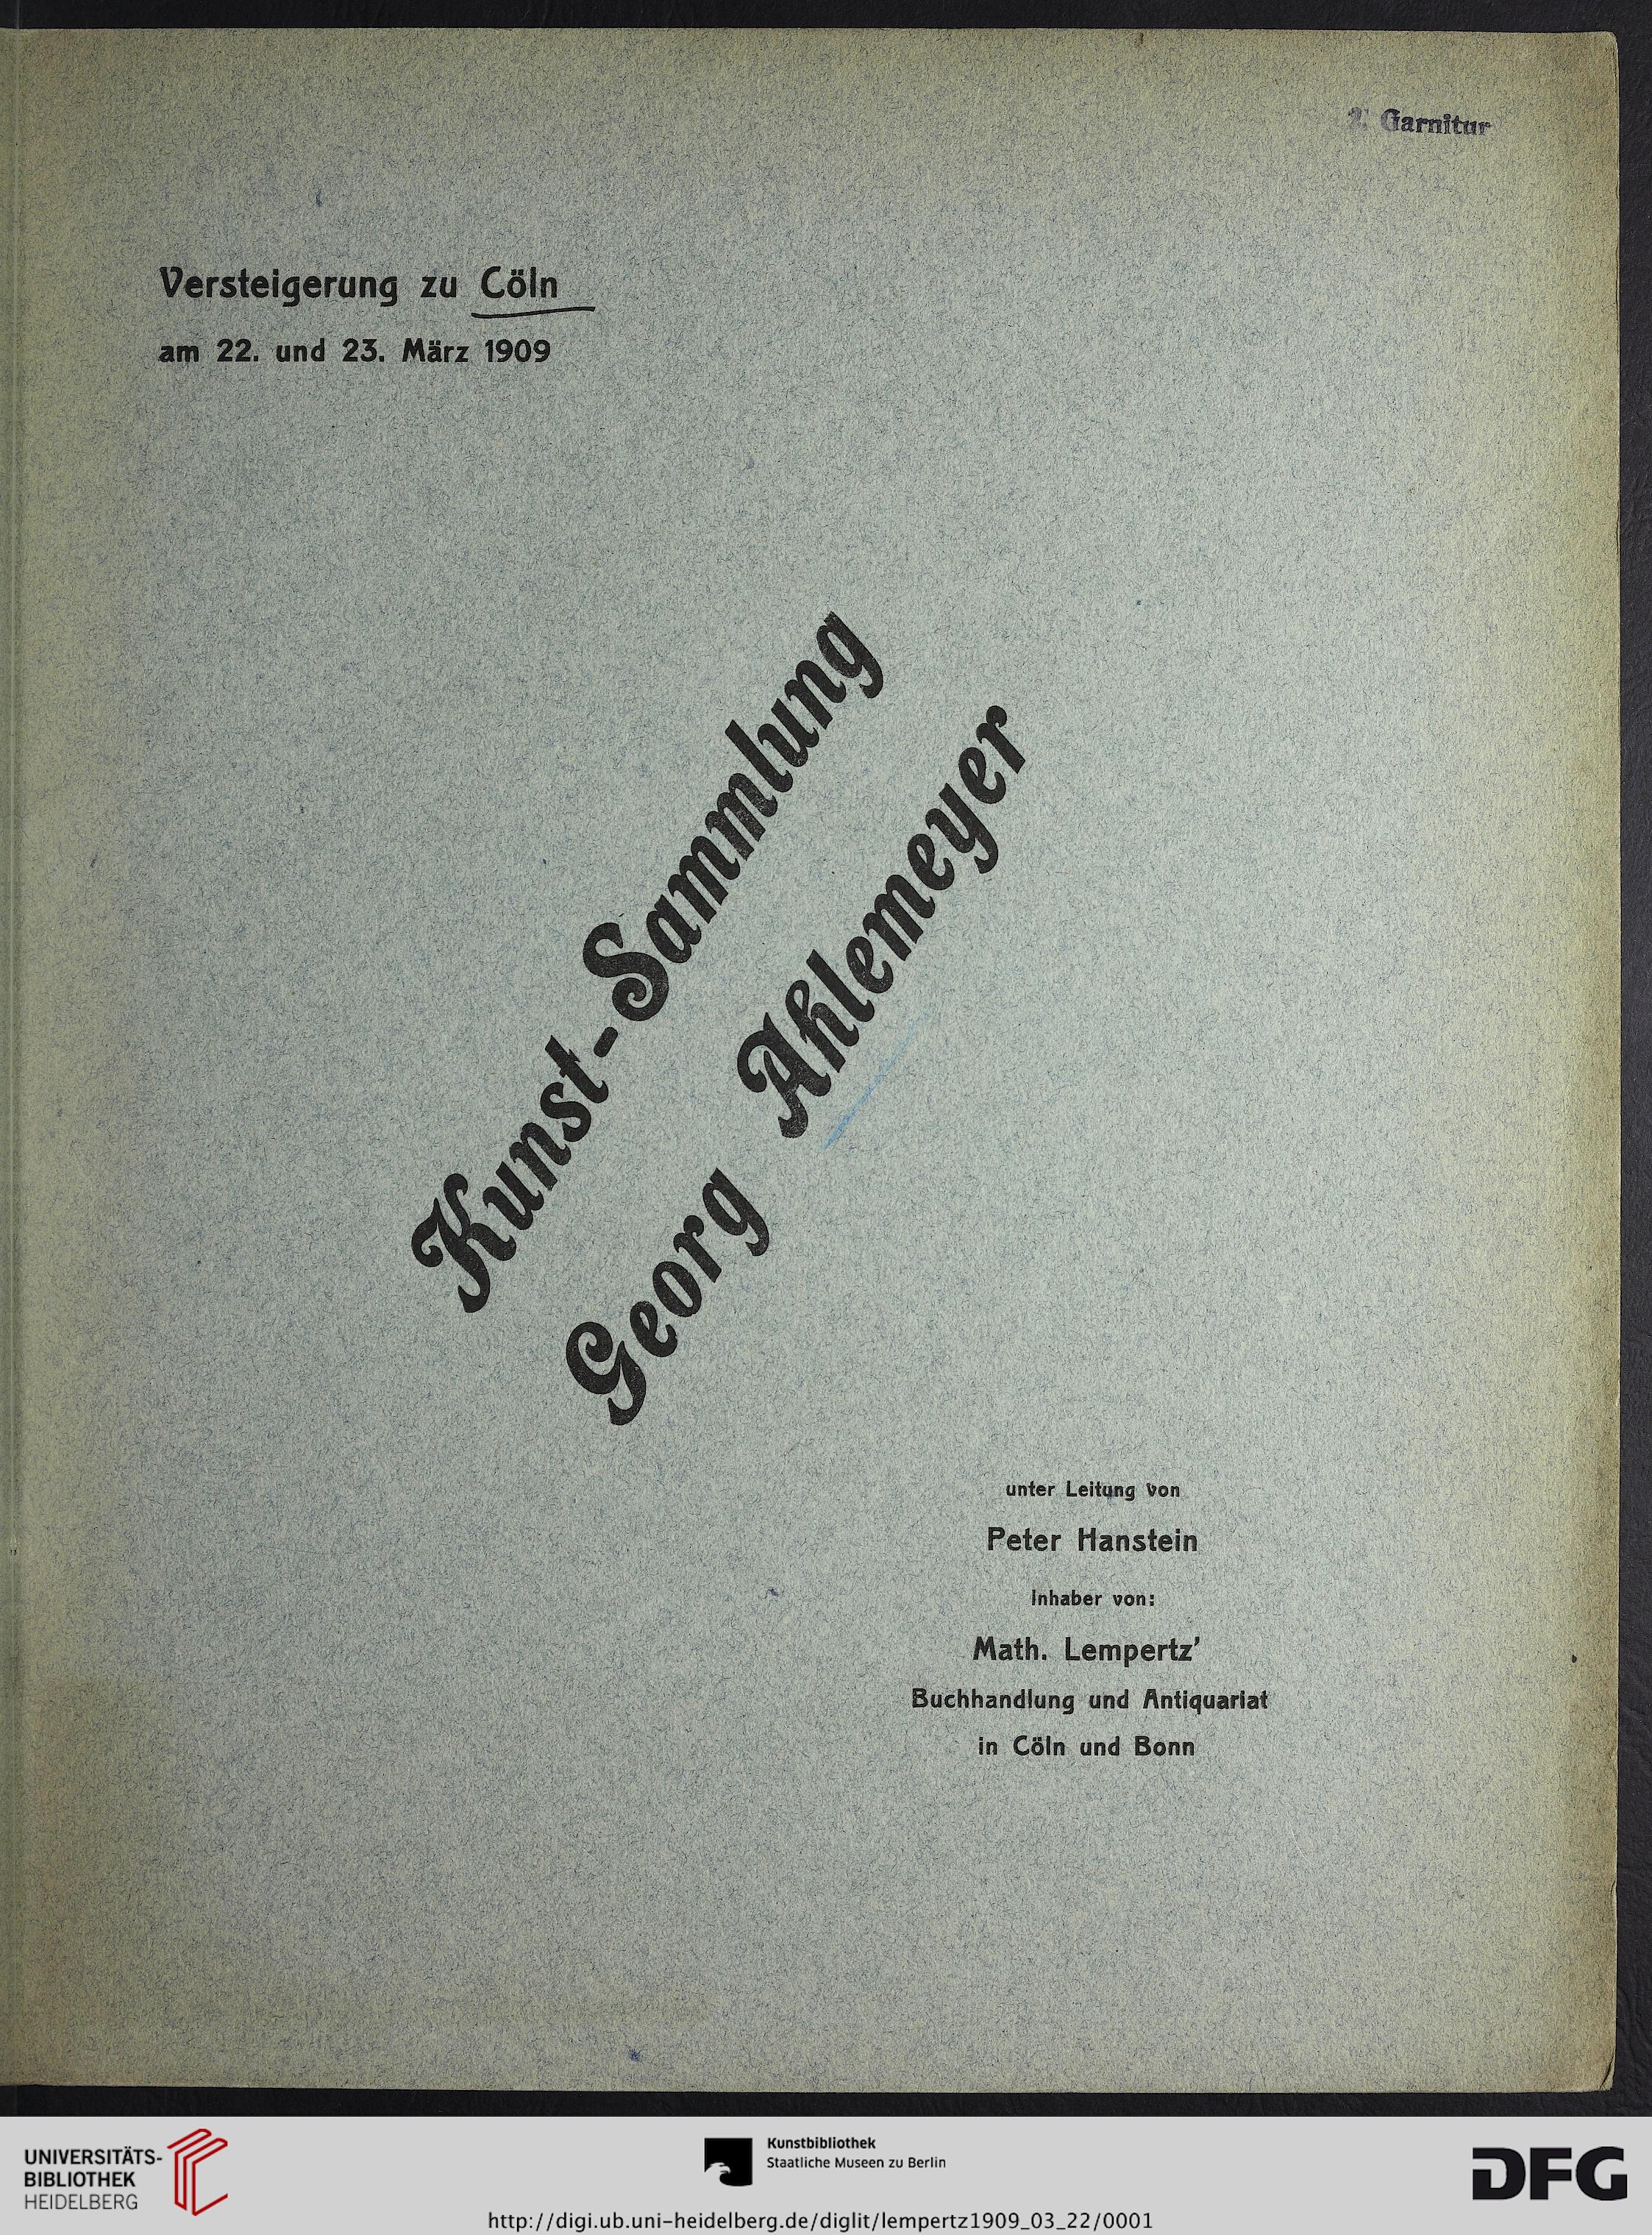 2. Garnitur
Versteigerung zu Cöln
am 22. und 23. März 1909
Kunst-Sammlung
Georg Ahlemeyer
unter Leitung von
Peter Hanstein
Inhaber von:
Math. Lempertz'
Buchhandlung und Antiquariat
in Cöln und Bonn
UNIVERSITÄTS-
BIBLIOTHEK
HEIDELBERG
Kunstbibliothek
Staatliche Museen zu Berlin
DFG
http://digi.ub.uni-heidelberg.de/diglit/lempertz1909_03_22/0001